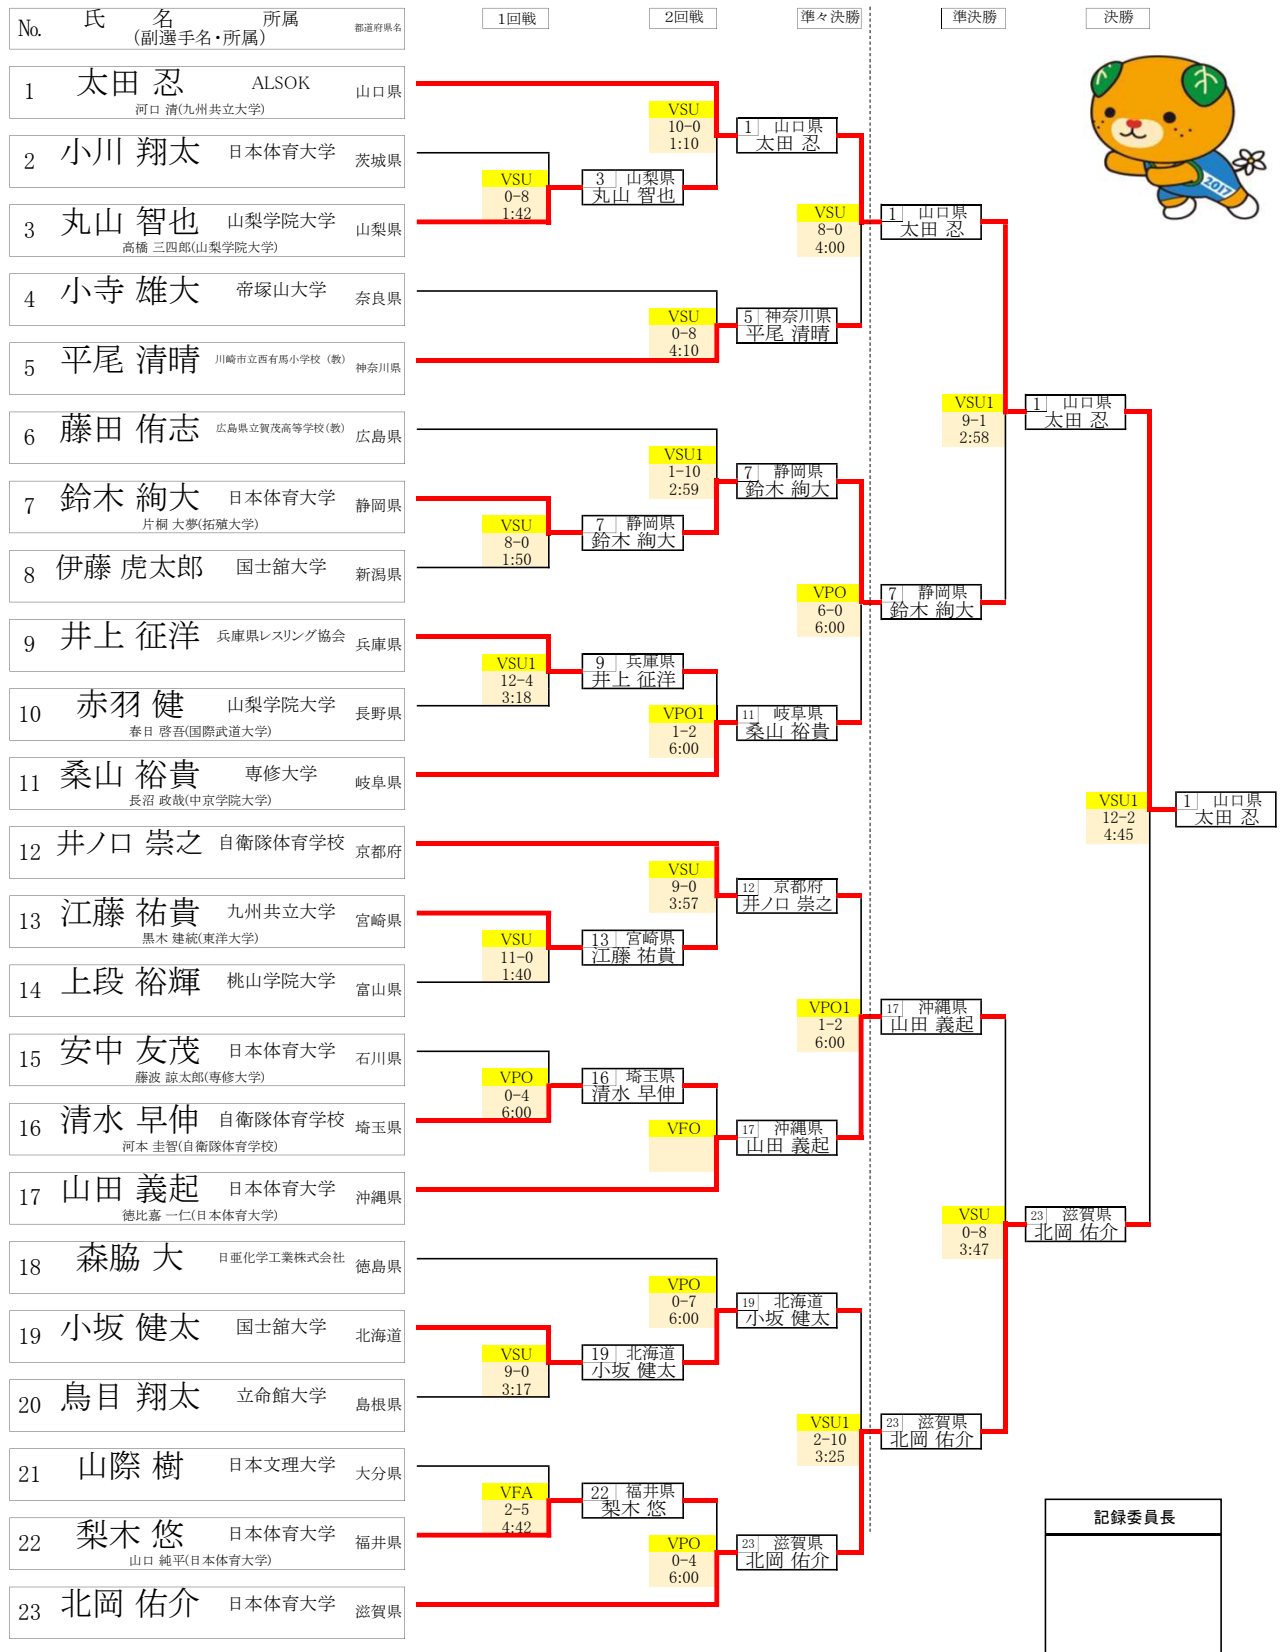 No.
氏 名 所属
(副選手名・所属)
都道府県名
1回戦
2回戦
準々決勝
準決勝
決勝
1 太田 忍 ALSOK 山口県
河口 清(九州共立大学)
2 小川 翔太 日本体育大学 茨城県
3 丸山 智也 山梨学院大学 山梨県
高橋 三四郎(山梨学院大学)
4 小寺 雄大 帝塚山大学 奈良県
5 平尾 清晴 川崎市立西有馬小学校（教） 神奈川県
6 藤田 侑志 広島県立賀茂高等学校(教) 広島県
7 鈴木 絢大 日本体育大学 静岡県
片桐 大夢(拓殖大学)
8 伊藤 虎太郎 国士舘大学 新潟県
9 井上 征洋 兵庫県レスリング協会 兵庫県
10 赤羽 健 山梨学院大学 長野県
春日 啓吾(国際武道大学)
11 桑山 裕貴 専修大学 岐阜県
長沼 政哉(中京学院大学)
12 井ノ口 崇之 自衛隊体育学校 京都府
13 江藤 祐貴 九州共立大学 宮崎県
黒木 建統(東洋大学)
14 上段 裕輝 桃山学院大学 富山県
15 安中 友茂 日本体育大学 石川県
藤波 諒太郎(専修大学)
16 清水 早伸 自衛隊体育学校 埼玉県
河本 圭智(自衛隊体育学校)
17 山田 義起 日本体育大学 沖縄県
徳比嘉 一仁(日本体育大学)
18 森脇 大 日亜化学工業株式会社 徳島県
19 小坂 健太 国士舘大学 北海道
20 鳥目 翔太 立命館大学 島根県
21 山際 樹 日本文理大学 大分県
22 梨木 悠 日本体育大学 福井県
山口 純平(日本体育大学)
23 北岡 佑介 日本体育大学 滋賀県
VSU
0-8
1:42
3 山梨県
丸山 智也
VSU
8-0
1:50
7 静岡県
鈴木 絢大
VSU1
12-4
3:18
9 兵庫県
井上 征洋
VSU
11-0
1:40
13 宮崎県
江藤 祐貴
VPO
0-4
6:00
16 埼玉県
清水 早伸
VSU
9-0
3:17
19 北海道
小坂 健太
VFA
2-5
4:42
22 福井県
梨木 悠
VSU
10-0
1:10
1 山口県
太田 忍
VSU
0-8
4:10
5 神奈川県
平尾 清晴
VSU1
1-10
2:59
7 静岡県
鈴木 絢大
VPO1
1-2
6:00
11 岐阜県
桑山 裕貴
VSU
9-0
3:57
12 京都府
井ノ口 崇之
VFO
17 沖縄県
山田 義起
VPO
0-7
6:00
19 北海道
小坂 健太
VPO
0-4
6:00
23 滋賀県
北岡 佑介
VSU
8-0
4:00
1 山口県
太田 忍
VPO
6-0
6:00
7 静岡県
鈴木 絢大
VPO1
1-2
6:00
17 沖縄県
山田 義起
VSU1
2-10
3:25
23 滋賀県
北岡 佑介
VSU1
9-1
2:58
1 山口県
太田 忍
VSU
0-8
3:47
23 滋賀県
北岡 佑介
VSU1
12-2
4:45
1 山口県
太田 忍
2017
記録委員長